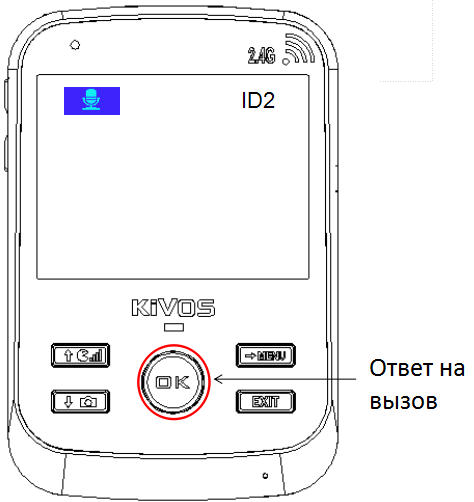 2.4G
ID2
KiVOS
MENU
OK
Ответ на
вызов
EXIT